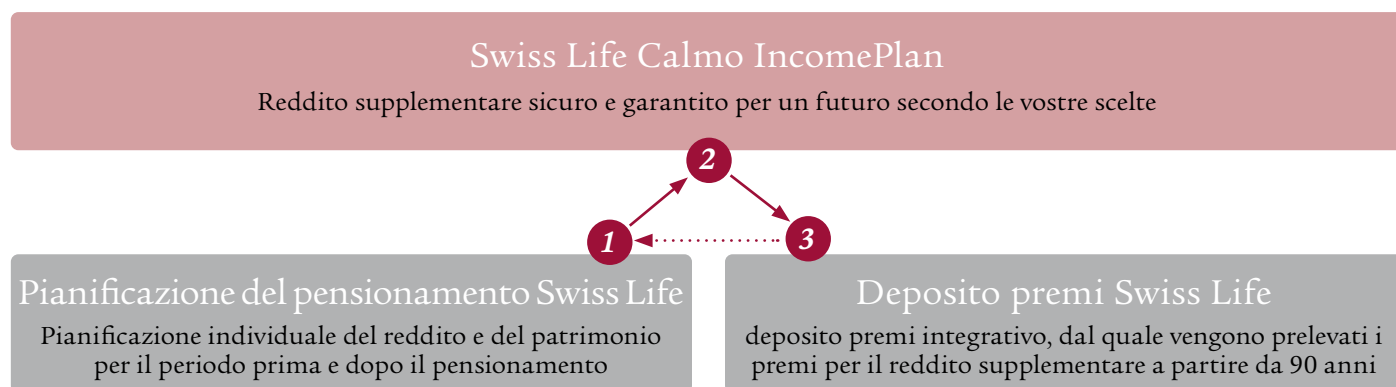 Swiss Life Calmo IncomePlan
Reddito supplementare sicuro e garantito per un futuro secondo le vostre scelte
2
1
3
Pianificazione del pensionamento Swiss Life
Pianificazione individuale del reddito e del patrimonio
per il periodo prima e dopo il pensionamento
Deposito premi Swiss Life
deposito premi integrativo, dal quale vengono prelevati i
premi per il reddito supplementare a partire da 90 anni